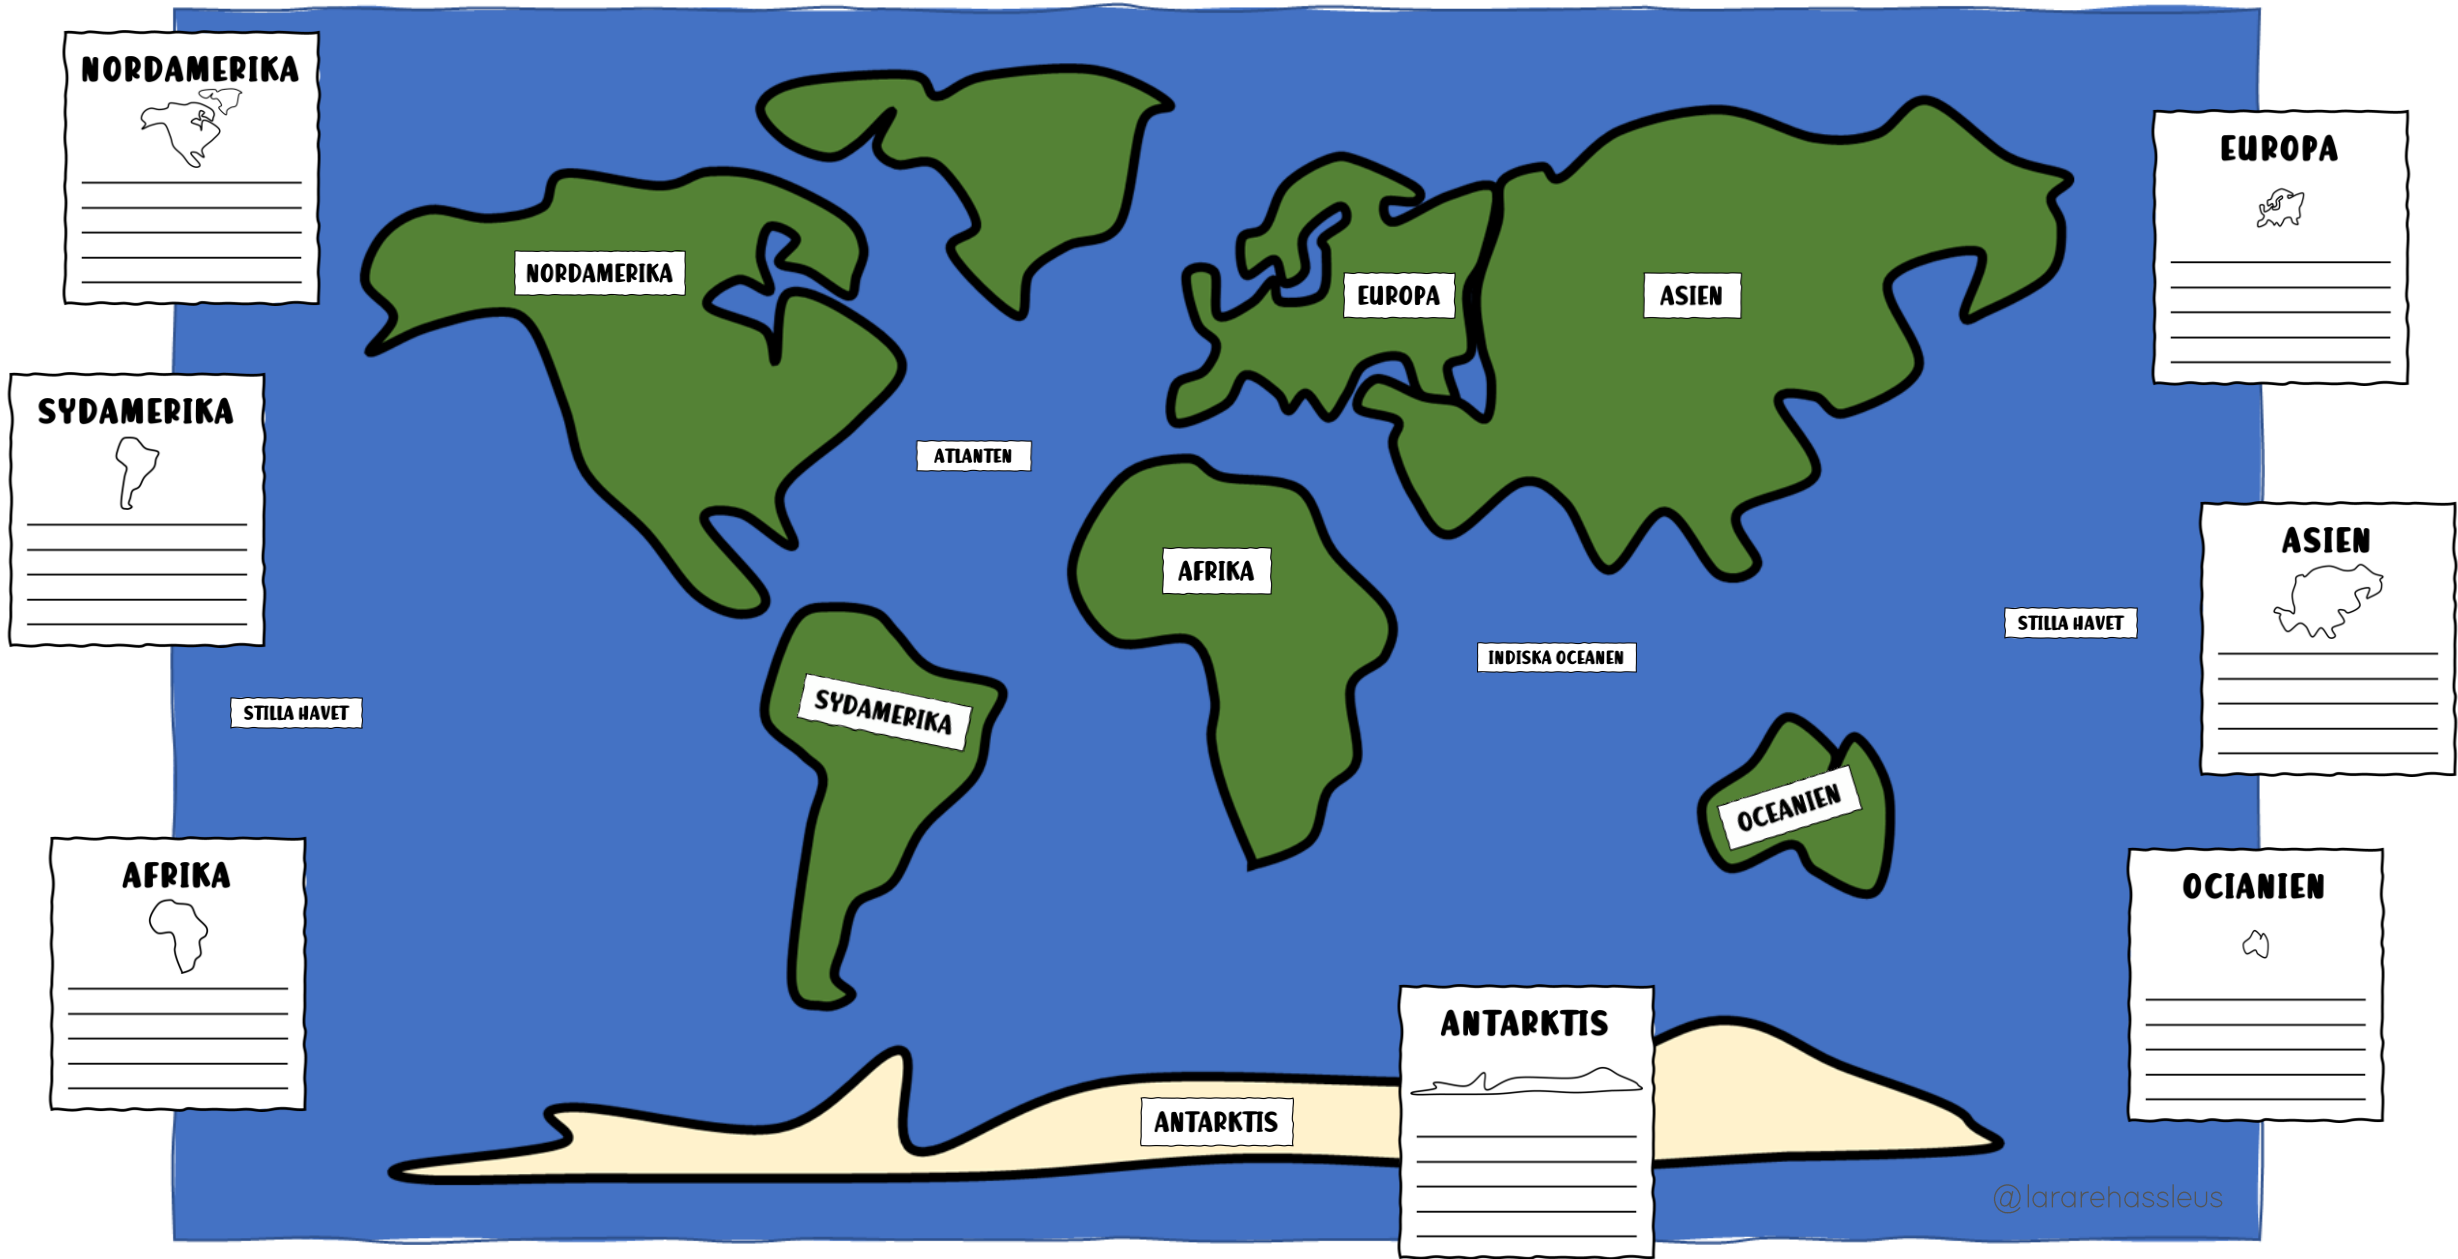 NORDAMERIKA
SYDAMERIKA
AFRIKA
NORDAMERIKA
EUROPA
ASIEN
ATLANTEN
AFRIKA
STILLA HAVET
INDISKA OCEANEN
STILLA HAVET
SYDAMERIKA
OCEANIEN
ANTARKTIS
ANTARKTIS
EUROPA
ASIEN
OCIANIEN
@lararehassleus